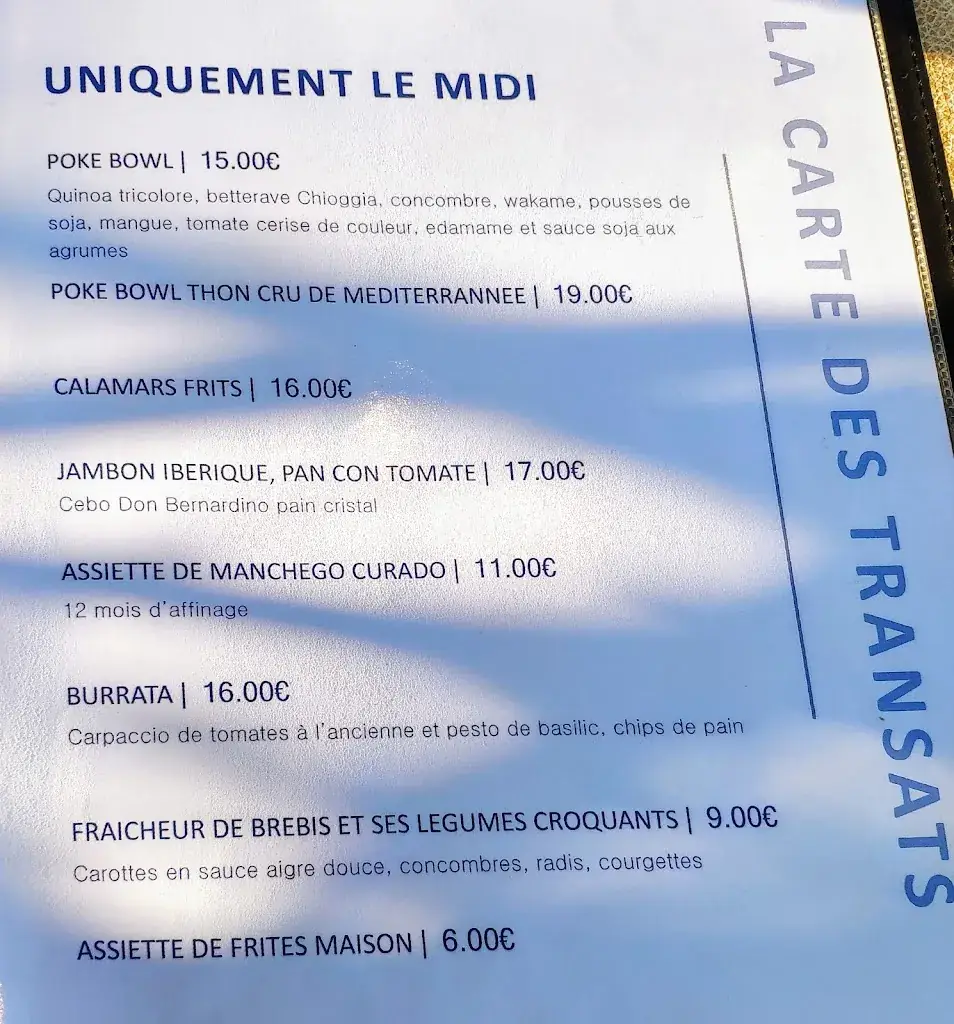 UNIQUEMENT LE MIDI
POKE BOWL | 15.00€
Quinoa tricolore, betterave Chioggia, concombre, wakame, pousses de
soja, mangue, tomate cerise de couleur, edamame et sauce soja aux
agrumes
POKE BOWL THON CRU DE MEDITERRANNEE | 19.00€
CALAMARS FRITS | 16.00€
JAMBON IBERIQUE, PAN CON TOMATE | 17.00€
Cebo Don Bernardino pain cristal
ASSIETTE DE MANCHEGO CURADO | 11.00€
12 mois d'affinage
BURRATA | 16.00€
Carpaccio de tomates à l'ancienne et pesto de basilic, chips de pain
FRAICHEUR DE BREBIS ET SES LEGUMES CROQUANTS | 9.00€
Carottes en sauce aigre douce, concombres, radis, courgettes
ASSIETTE DE FRITES MAISON | 6.00€
LA CARTE DES TRANSATS